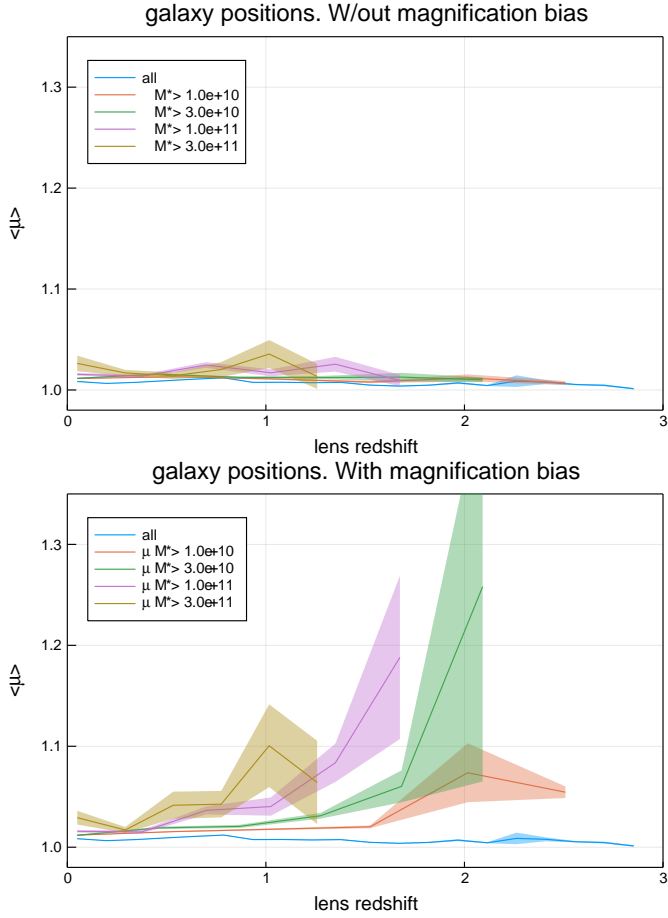 galaxy positions. W/out magnification bias
1.3
1.2
1.1
1.0
<μ>
all
M*> 1.0e+10
M*> 3.0e+10
M*> 1.0e+11
M*> 3.0e+11
0 1 2 3
lens redshift
galaxy positions. With magnification bias
1.3
1.2
1.1
1.0
<μ>
all
μ M*> 1.0e+10
μ M*> 3.0e+10
μ M*> 1.0e+11
μ M*> 3.0e+11
0 1 2 3
lens redshift